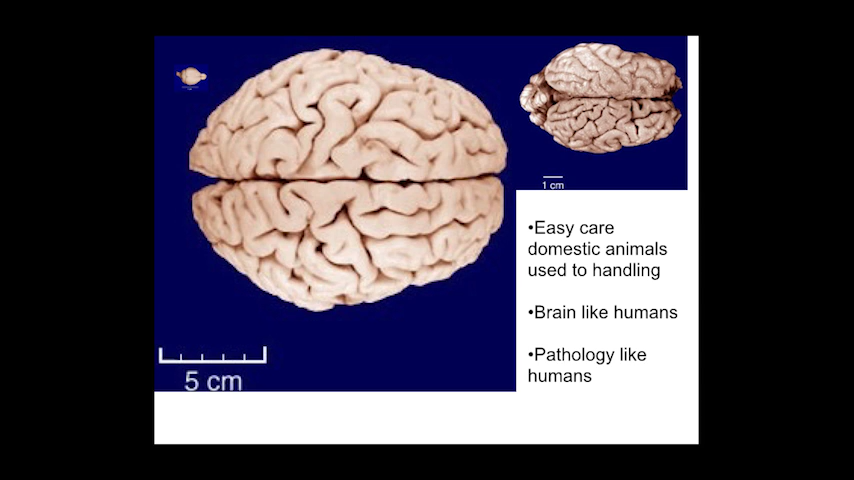 1 cm
5 cm
•Easy care
domestic animals
used to handling
•Brain like humans
•Pathology like
humans